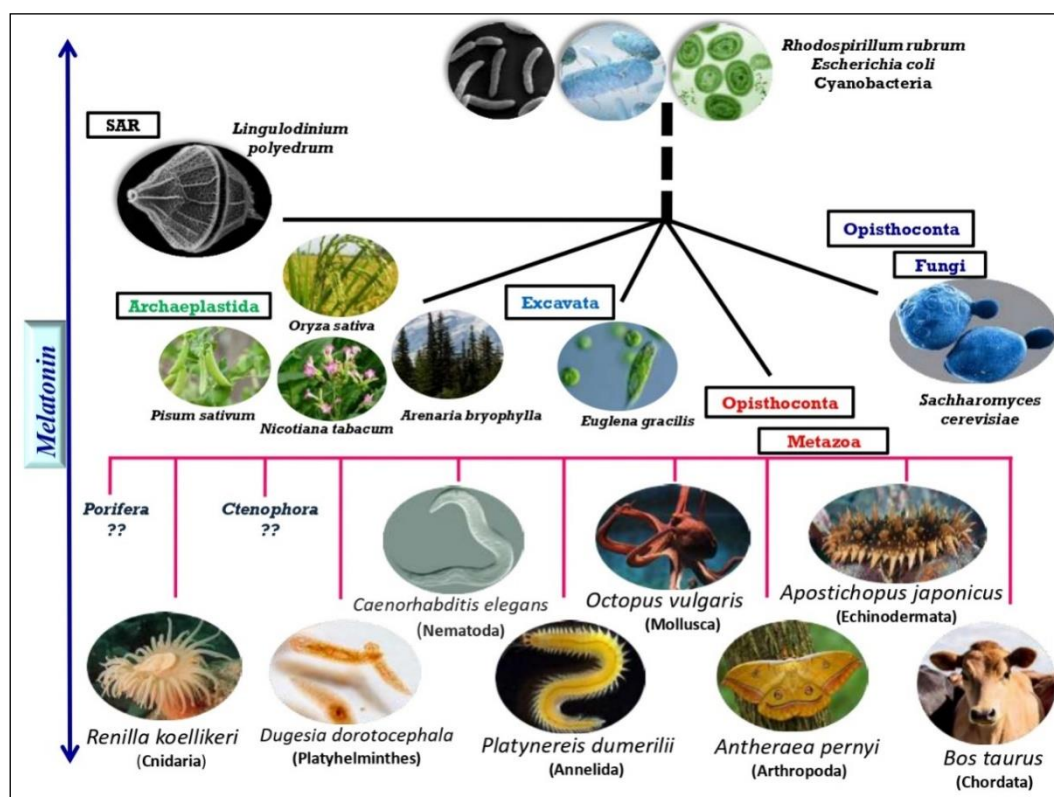 Rhodospirillum rubrum
Escherichia coli
Cyanobacteria
SAR
Lingulodinium
polyedrum
Opisthoconta
Fungi
Archaeplastida
Oryza sativa
Excavata
Pisum sativum
Nicotiana tabacum
Arenaria bryophylla
Euglena gracilis
Sachharomyces
cerevisiae
Opisthoconta
Metazoa
Melatonin
Porifera
??
Ctenophora
??
Caenorhabditis elegans
(Nematoda)
Octopus vulgaris
(Mollusca)
Apostichopus japonicus
(Echinodermata)
Renilla koellikeri
(Cnidaria)
Dugesia dorotocephala
(Platyhelminthes)
Platynereis dumerilii
(Annelida)
Antheraea pernyi
(Arthropoda)
Bos taurus
(Chordata)